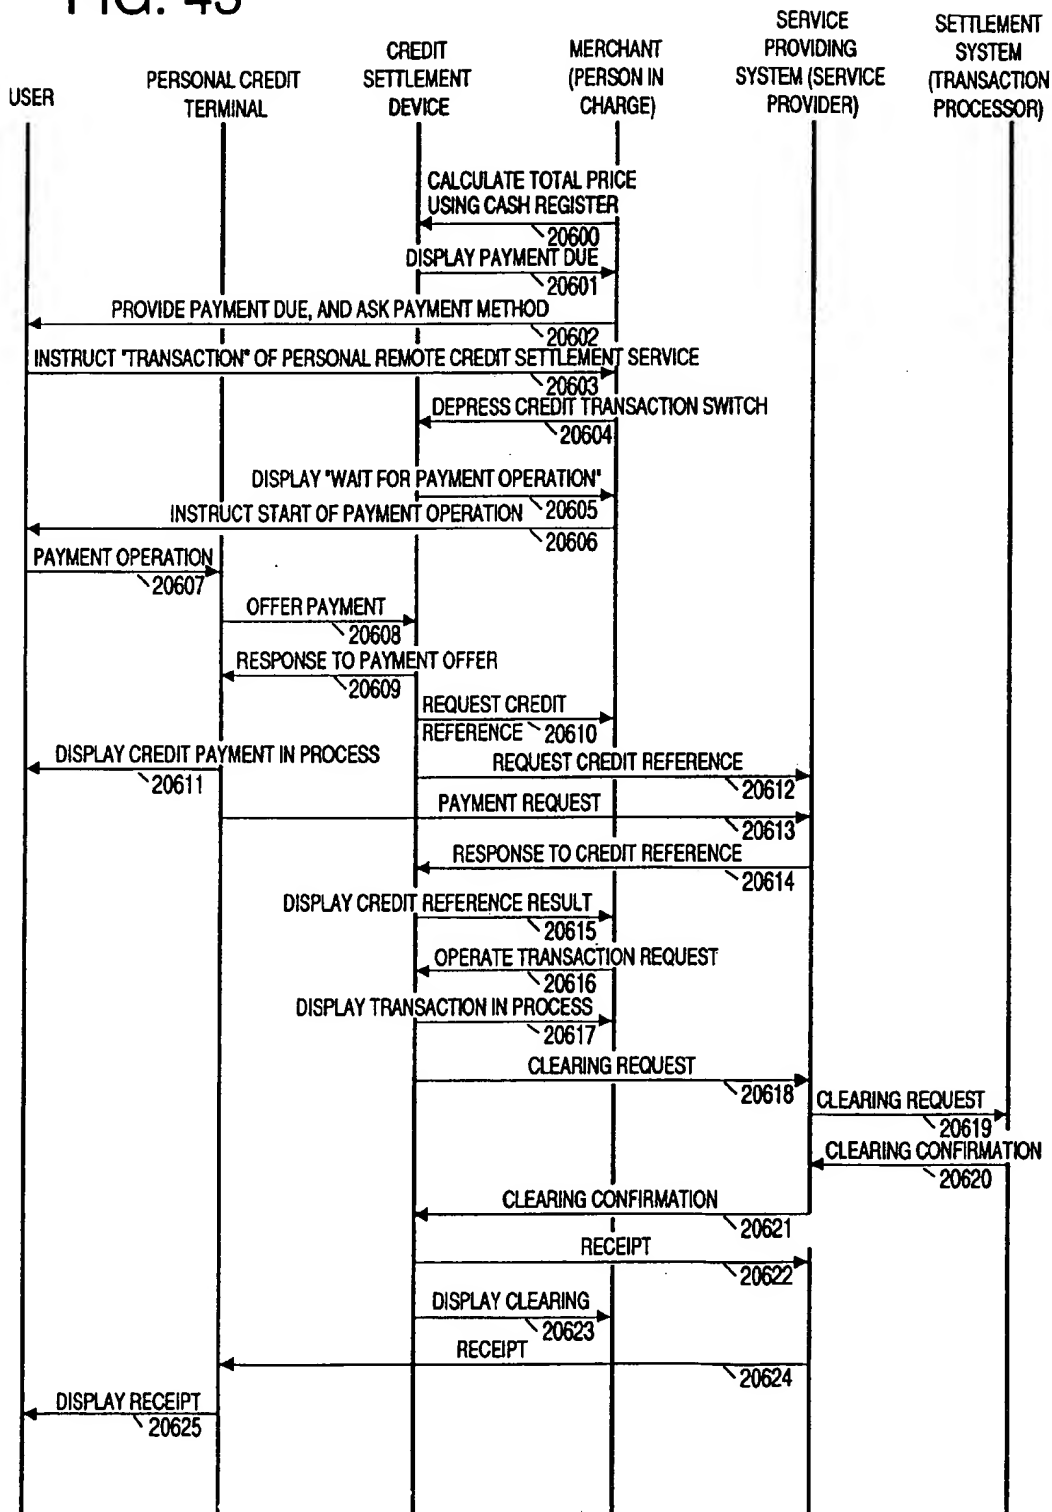 FIG. 43
USER
PERSONAL CREDIT
TERMINAL
CREDIT
SETTLEMENT
DEVICE
MERCHANT
(PERSON IN
CHARGE)
SERVICE
PROVIDING
SYSTEM (SERVICE
PROVIDER)
SETTLEMENT
SYSTEM
(TRANSACTION
PROCESSOR)
CALCULATE TOTAL PRICE
USING CASH REGISTER
20600
DISPLAY PAYMENT DUE
20601
PROVIDE PAYMENT DUE, AND ASK PAYMENT METHOD
20602
INSTRUCT "TRANSACTION" OF PERSONAL REMOTE CREDIT SETTLEMENT SERVICE
20603
DEPRESS CREDIT TRANSACTION SWITCH
20604
DISPLAY "WAIT FOR PAYMENT OPERATION"
20605
INSTRUCT START OF PAYMENT OPERATION
20606
PAYMENT OPERATION
20607
OFFER PAYMENT
20608
RESPONSE TO PAYMENT OFFER
20609
REQUEST CREDIT
REFERENCE 20610
DISPLAY CREDIT PAYMENT IN PROCESS
20611
REQUEST CREDIT REFERENCE
20612
PAYMENT REQUEST
20613
RESPONSE TO CREDIT REFERENCE
20614
DISPLAY CREDIT REFERENCE RESULT
20615
OPERATE TRANSACTION REQUEST
20616
DISPLAY TRANSACTION IN PROCESS
20617
CLEARING REQUEST
20618
CLEARING REQUEST
20619
CLEARING CONFIRMATION
20620
CLEARING CONFIRMATION
20621
RECEIPT
20622
DISPLAY CLEARING
20623
RECEIPT
20624
DISPLAY RECEIPT
20625